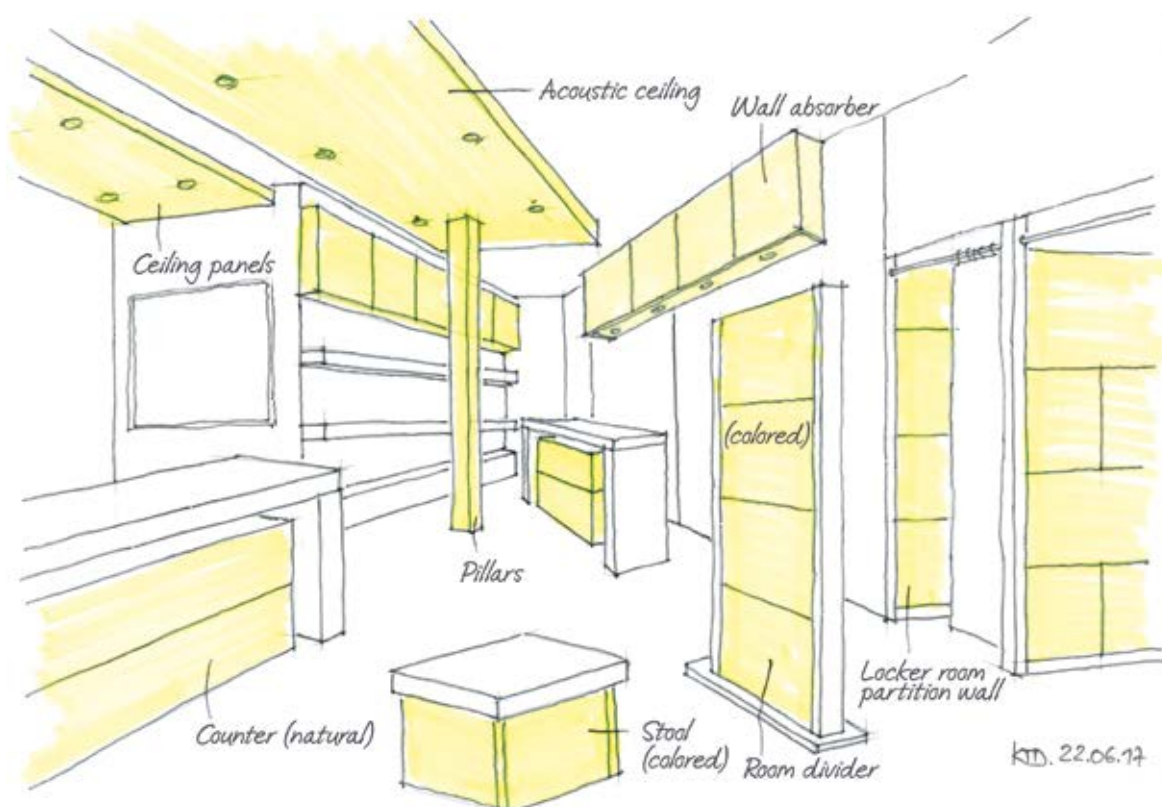 Acoustic ceiling
Wall absorber
Ceiling panels
(colored)
Pillars
Locker room
partition wall
Counter (natural)
Stool
(colored)
Room divider
KTD. 22.06.17